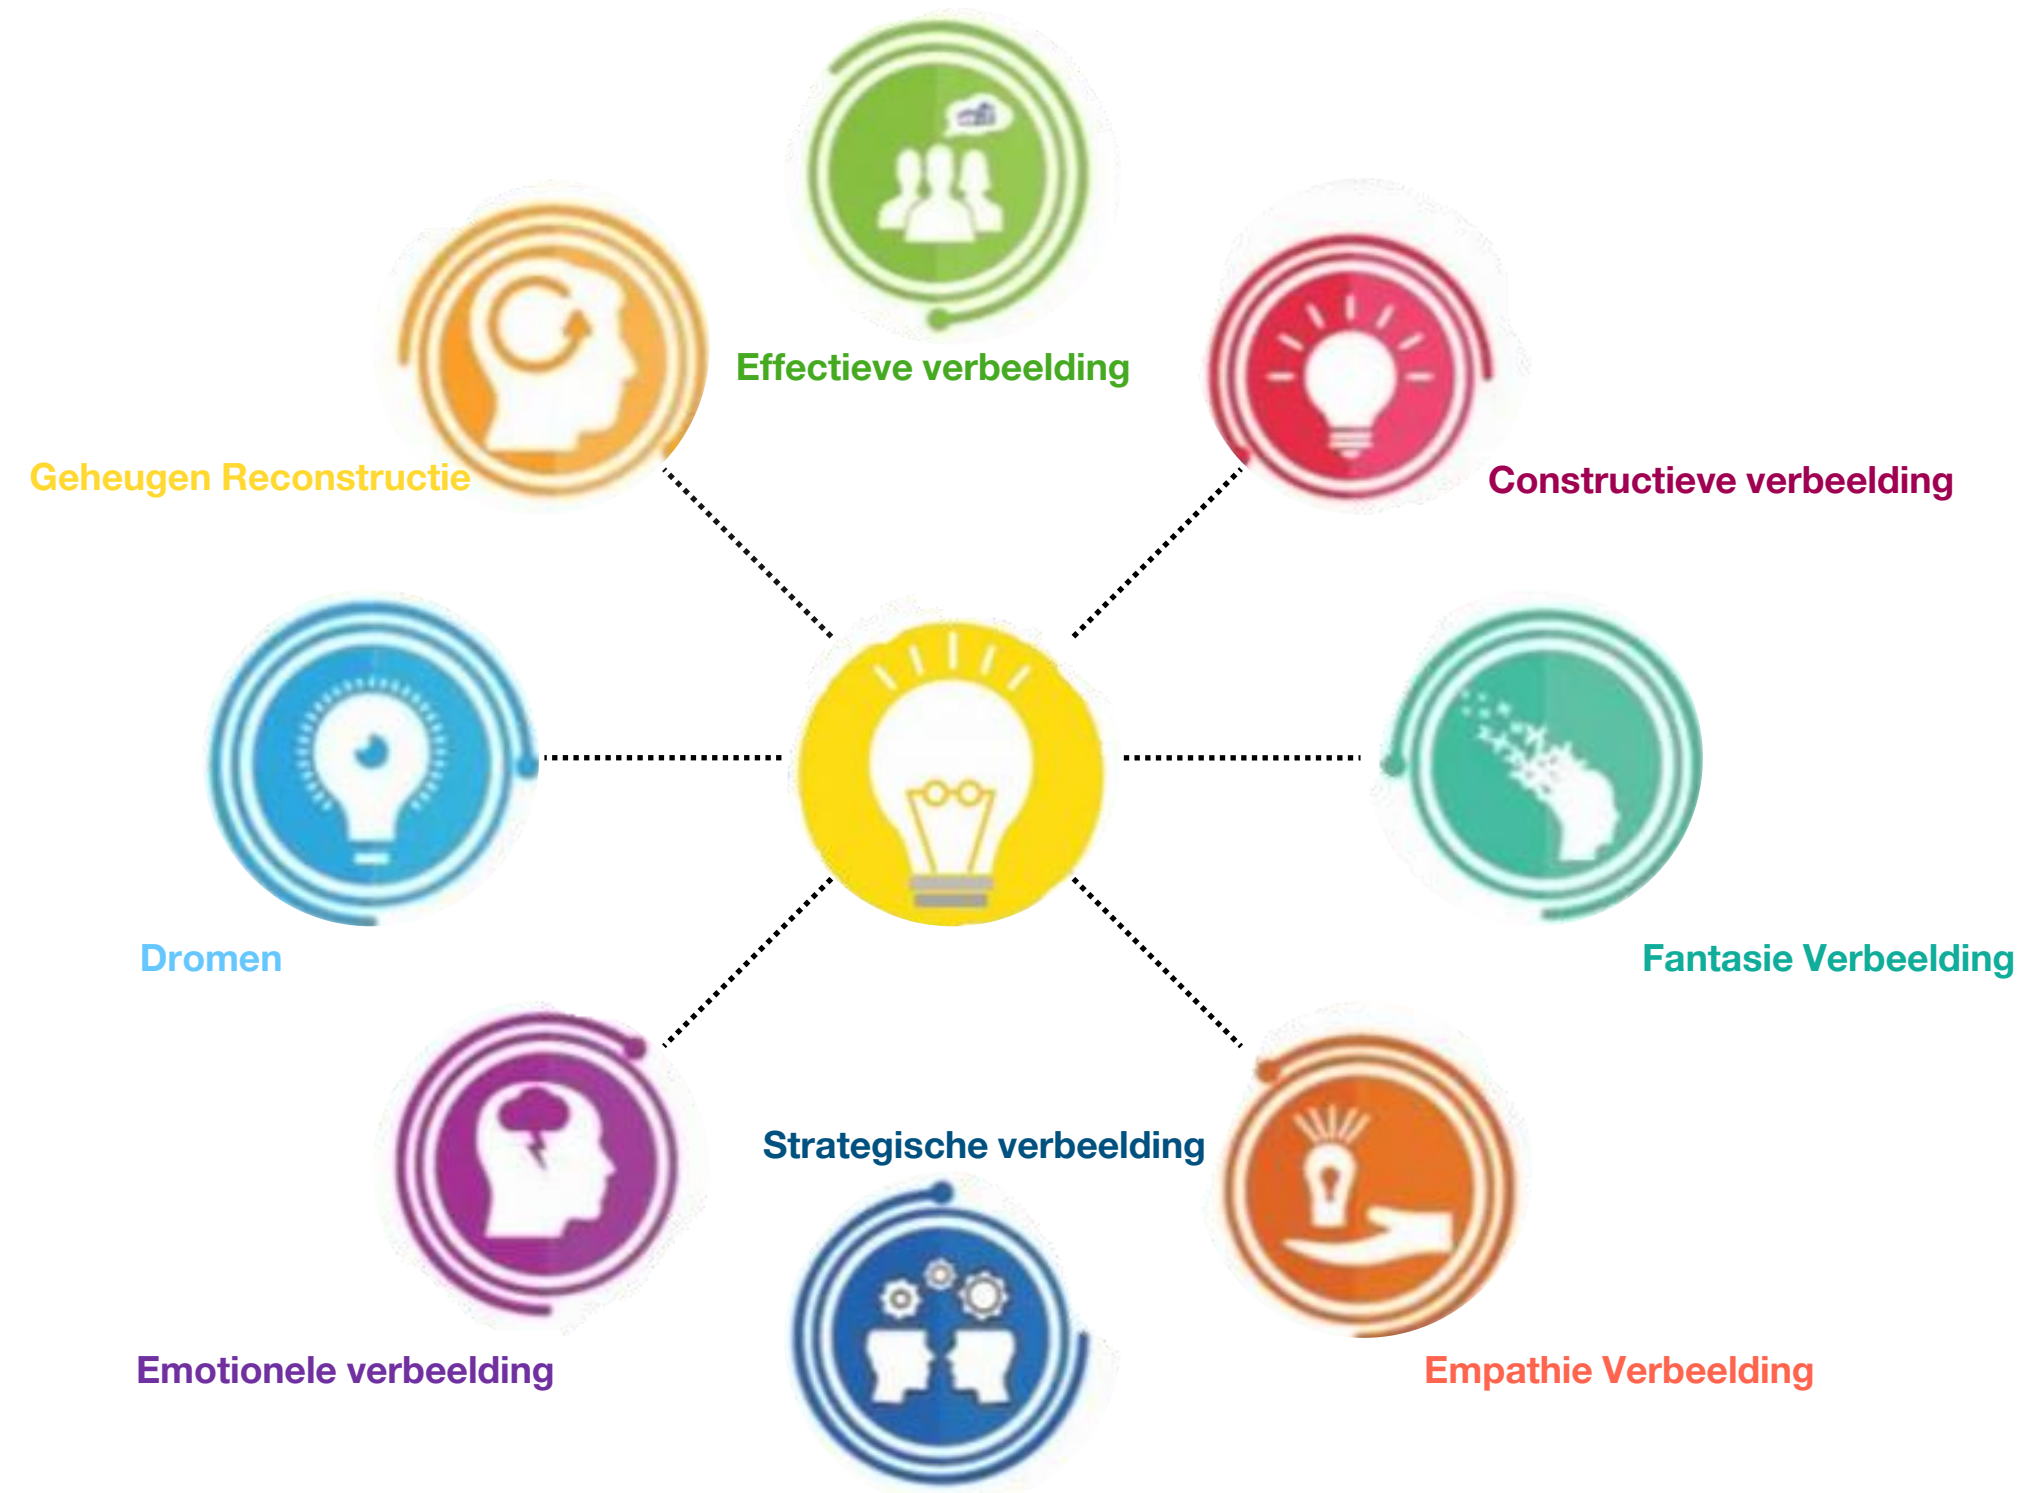 Effectieve verbeelding
Geheugen Reconstructie
Constructieve verbeelding
Dromen
Fantasie Verbeelding
Strategische verbeelding
Emotionele verbeelding
Empathie Verbeelding